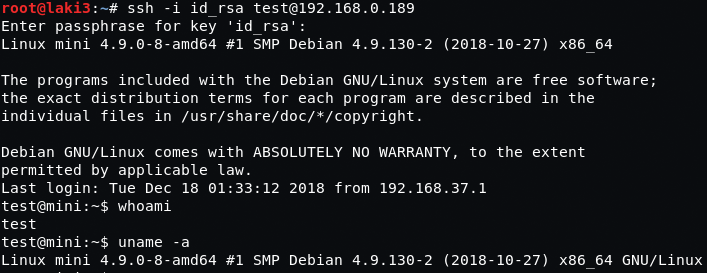 root@laki3:~# ssh -i id_rsa test@192.168.0.189
Enter passphrase for key 'id_rsa':
Linux mini 4.9.0-8-amd64 #1 SMP Debian 4.9.130-2 (2018-10-27) x86_64

The programs included with the Debian GNU/Linux system are free software;
the exact distribution terms for each program are described in the
individual files in /usr/share/doc/*/copyright.

Debian GNU/Linux comes with ABSOLUTELY NO WARRANTY, to the extent
permitted by applicable law.
Last login: Tue Dec 18 01:33:12 2018 from 192.168.37.1
test@mini:~$ whoami
test
test@mini:~$ uname -a
Linux mini 4.9.0-8-amd64 #1 SMP Debian 4.9.130-2 (2018-10-27) x86_64 GNU/Linux